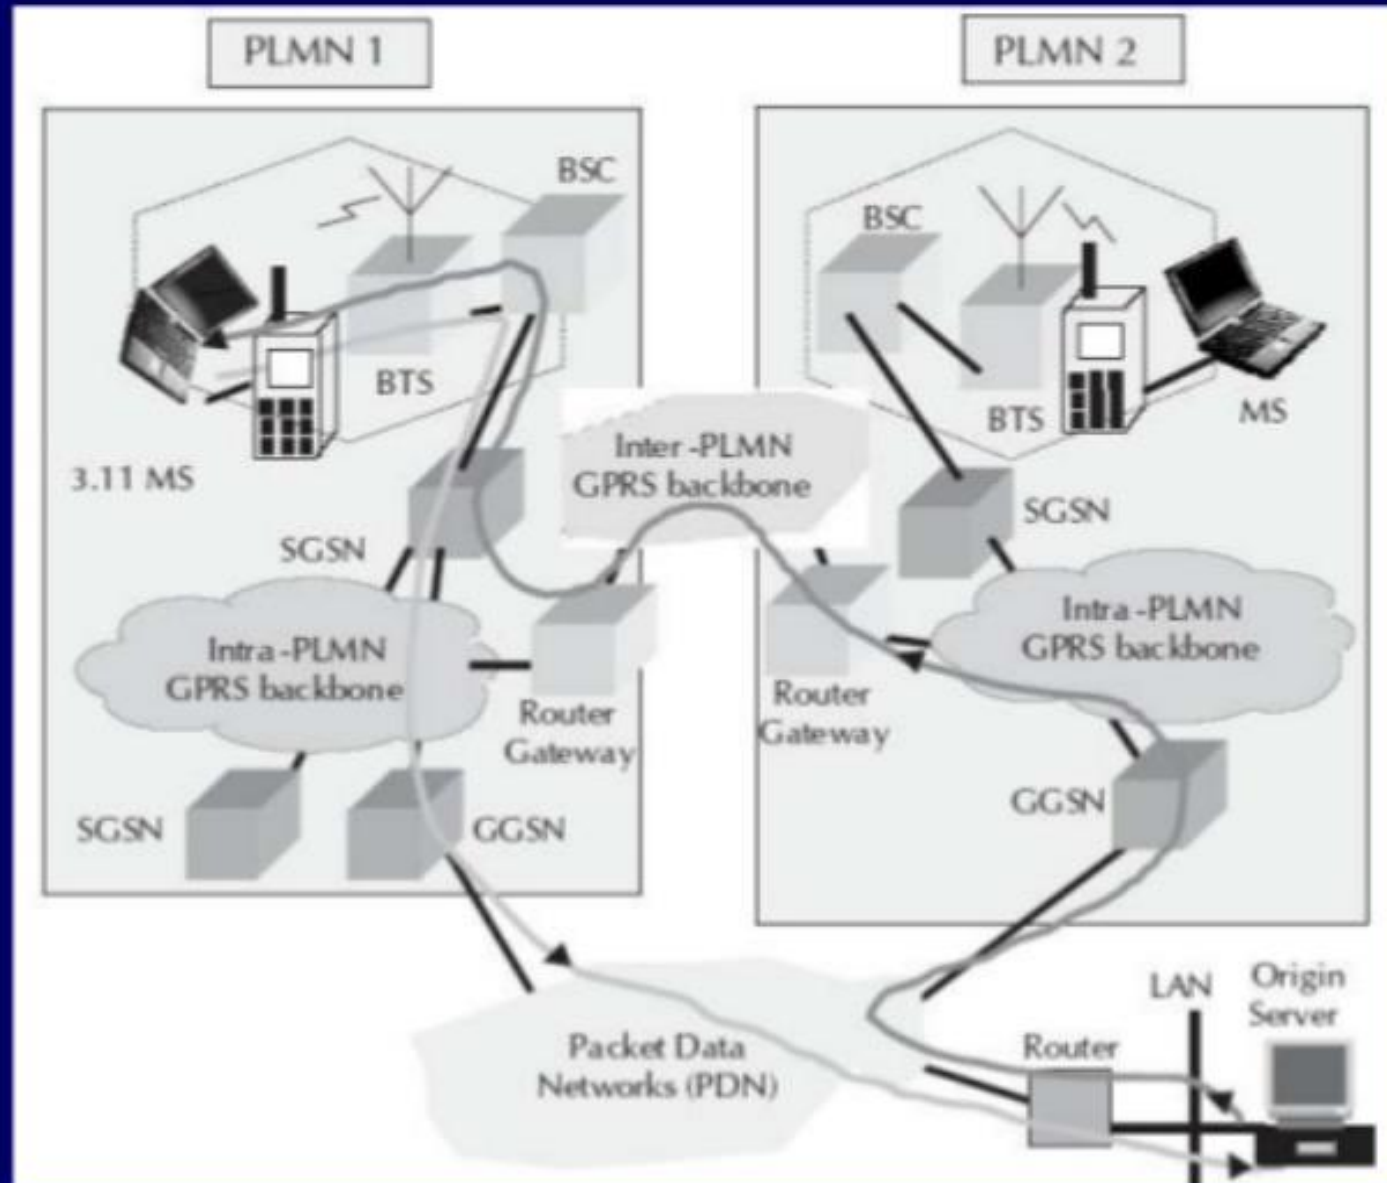 PLMN 1
PLMN 2
BSC
BTS
3.11 MS
SGSN
Intra-PLMN
GPRS backbone
Router
Gateway
SGSN
GGSN
Inter-PLMN
GPRS backbone
BSC
BTS
MS
SGSN
Intra-PLMN
GPRS backbone
Router
Gateway
GGSN
Packet Data
Networks (PDN)
Router
LAN
Origin
Server